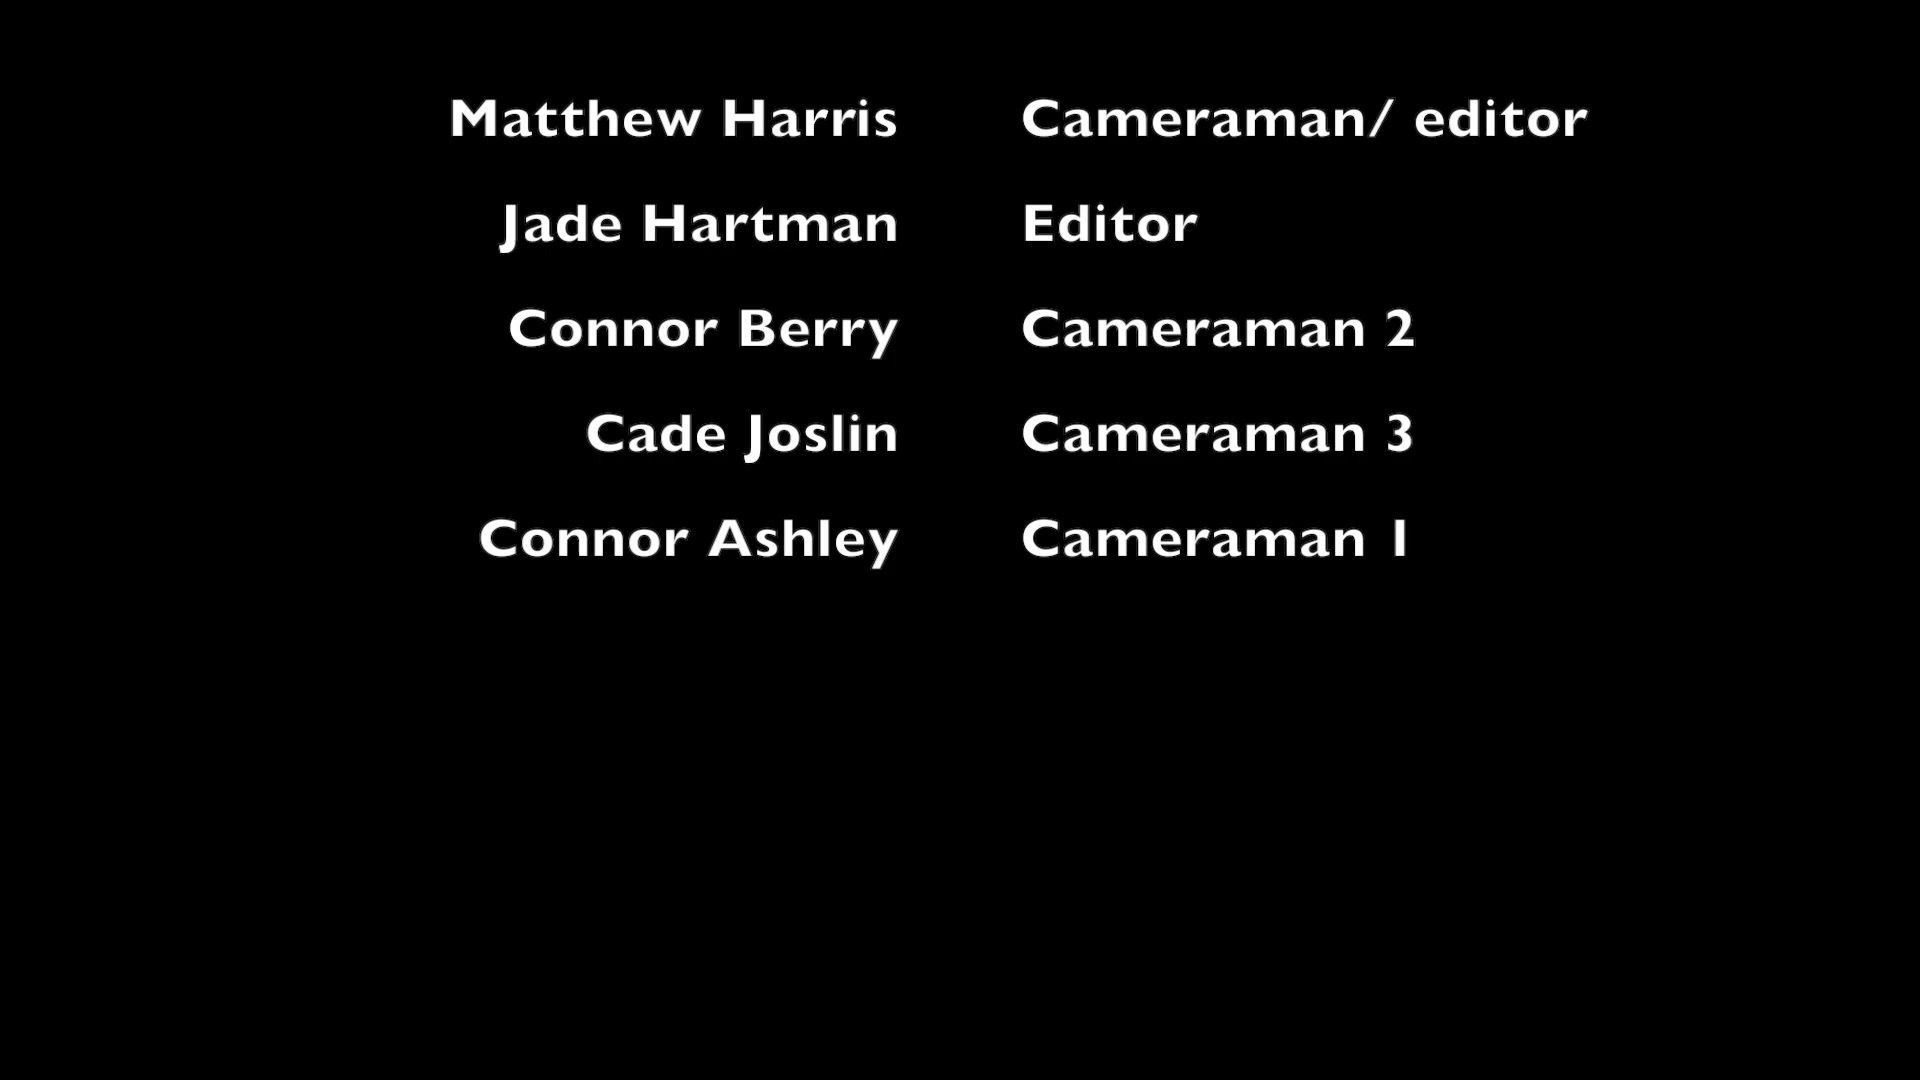 Matthew Harris Cameraman/ editor
Jade Hartman Editor
Connor Berry Cameraman 2
Cade Joslin Cameraman 3
Connor Ashley Cameraman 1